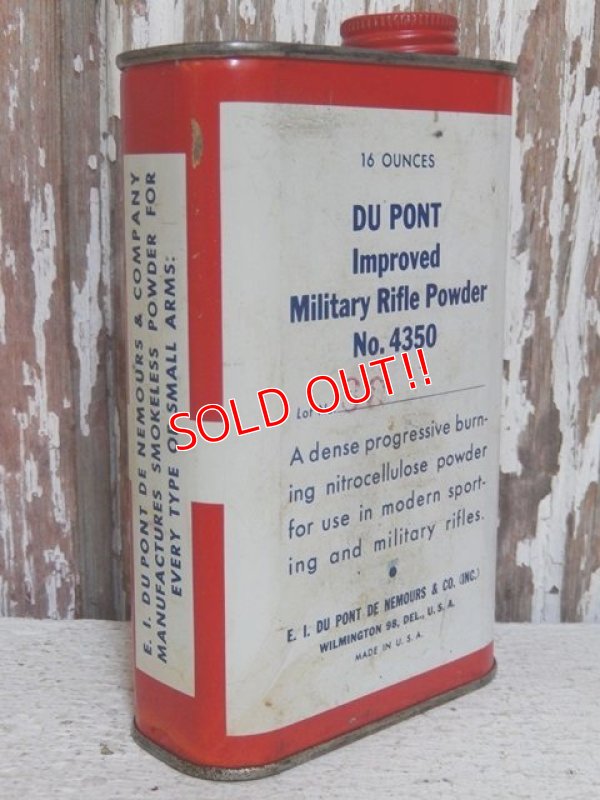 16 OUNCES
DU PONT
Improved
Military Rifle Powder
No. 4350
Lot
SOLD OUT!!
A dense progressive burn-
ing nitrocellulose powder
for use in modern sport-
ing and military rifles.
E. I. DU PONT DE NEMOURS & CO. (INC.)
WILMINGTON 98, DEL., U. S. A.
MADE IN U. S. A.
E. I. DU PONT DE NEMOURS & COMPANY
MANUFACTURES SMOKELESS POWDER FOR
EVERY TYPE OF SMALL ARMS: